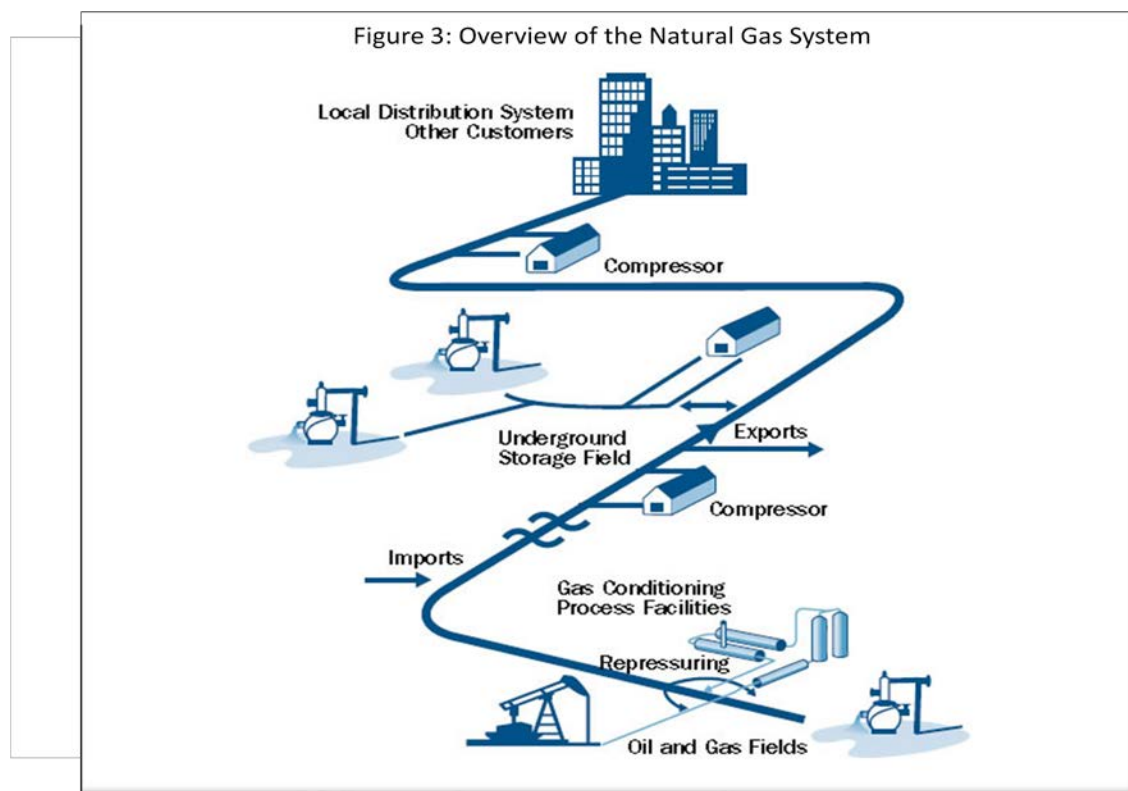 Figure 3: Overview of the Natural Gas System
Local Distribution System
Other Customers
Compressor
Underground
Storage Field
Exports
Compressor
Imports
Gas Conditioning
Process Facilities
Repressuring
Oil and Gas Fields